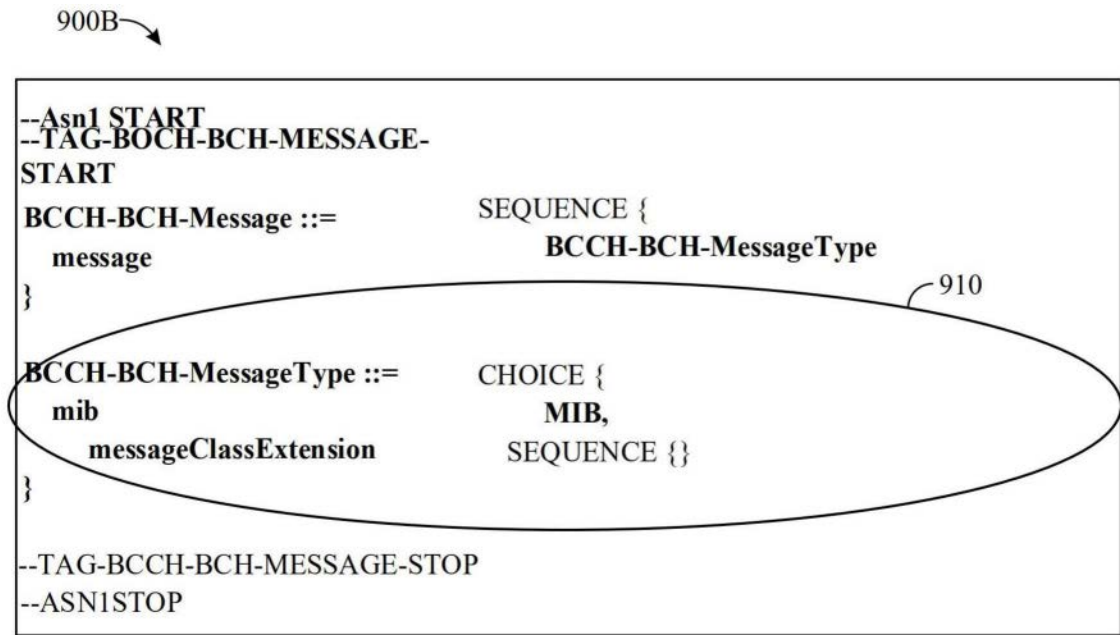 900B
--Asn1 START
--TAG-BOCH-BCH-MESSAGE-
START
BCCH-BCH-Message ::= SEQUENCE {
message BCCH-BCH-MessageType
}
910
BCCH-BCH-MessageType ::= CHOICE {
mib MIB,
messageClassExtension SEQUENCE {}
}
--TAG-BCCH-BCH-MESSAGE-STOP
--ASN1STOP